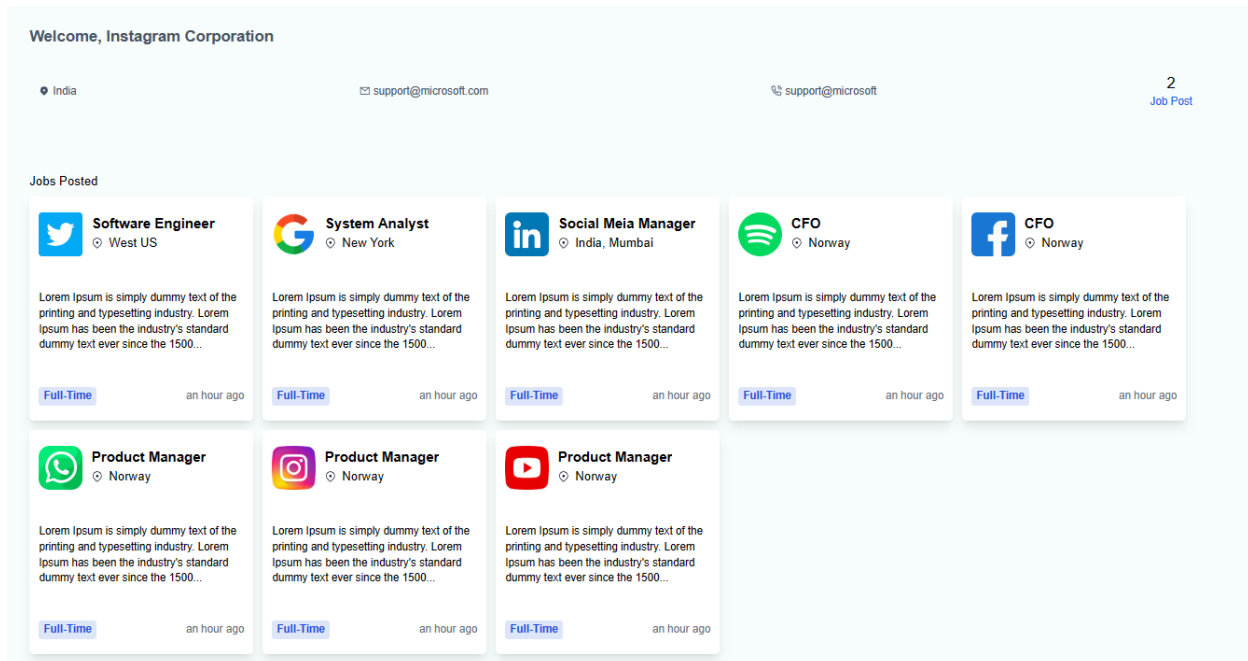 Welcome, Instagram Corporation
India
support@microsoft.com
support@microsoft
2
Job Post
Jobs Posted
Software Engineer
West US
Lorem Ipsum is simply dummy text of the
printing and typesetting industry. Lorem
Ipsum has been the industry's standard
dummy text ever since the 1500...
Full-Time
an hour ago
System Analyst
New York
Lorem Ipsum is simply dummy text of the
printing and typesetting industry. Lorem
Ipsum has been the industry's standard
dummy text ever since the 1500...
Full-Time
an hour ago
in
Social Meia Manager
India, Mumbai
Lorem Ipsum is simply dummy text of the
printing and typesetting industry. Lorem
Ipsum has been the industry's standard
dummy text ever since the 1500...
Full-Time
an hour ago
CFO
Norway
Lorem Ipsum is simply dummy text of the
printing and typesetting industry. Lorem
Ipsum has been the industry's standard
dummy text ever since the 1500...
Full-Time
an hour ago
f
CFO
Norway
Lorem Ipsum is simply dummy text of the
printing and typesetting industry. Lorem
Ipsum has been the industry's standard
dummy text ever since the 1500...
Full-Time
an hour ago
Product Manager
Norway
Lorem Ipsum is simply dummy text of the
printing and typesetting industry. Lorem
Ipsum has been the industry's standard
dummy text ever since the 1500...
Full-Time
an hour ago
Product Manager
Norway
Lorem Ipsum is simply dummy text of the
printing and typesetting industry. Lorem
Ipsum has been the industry's standard
dummy text ever since the 1500...
Full-Time
an hour ago
Product Manager
Norway
Lorem Ipsum is simply dummy text of the
printing and typesetting industry. Lorem
Ipsum has been the industry's standard
dummy text ever since the 1500...
Full-Time
an hour ago